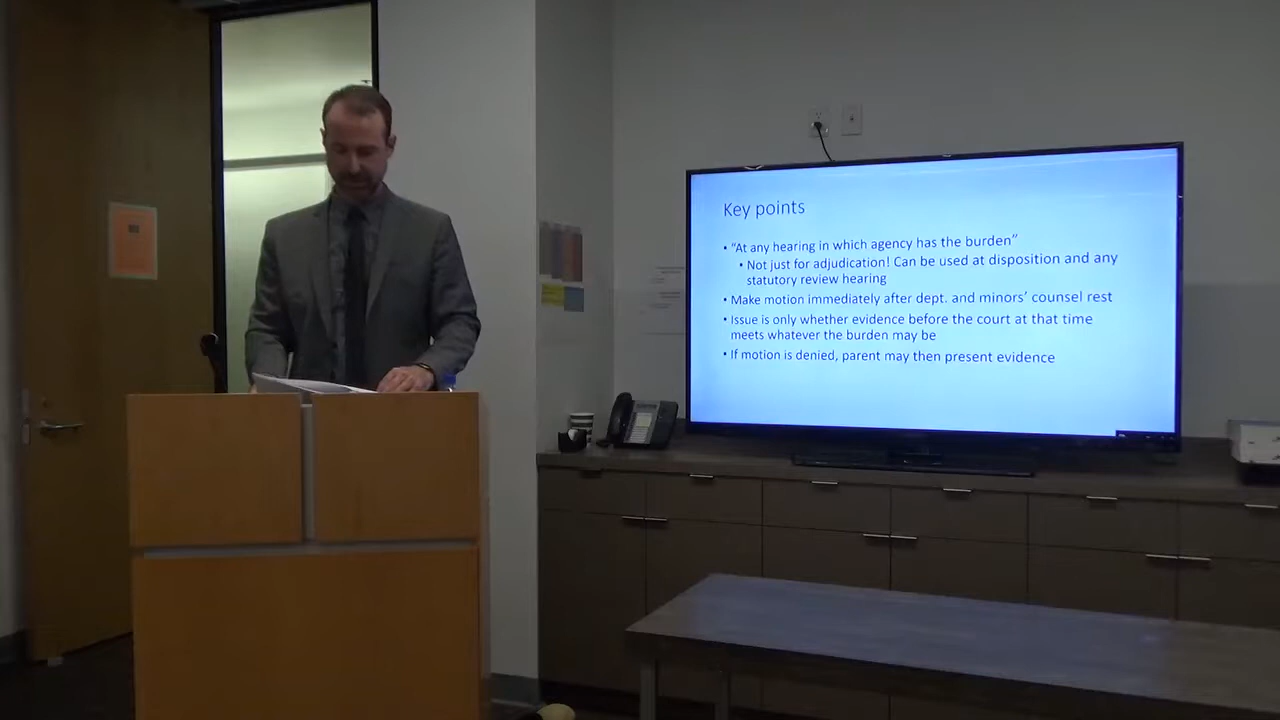 Key points
• “At any hearing in which agency has the burden”
• Not just for adjudication! Can be used at disposition and any
statutory review hearing
• Make motion immediately after dept. and minors’ counsel rest
• Issue is only whether evidence before the court at that time
meets whatever the burden may be
• If motion is denied, parent may then present evidence